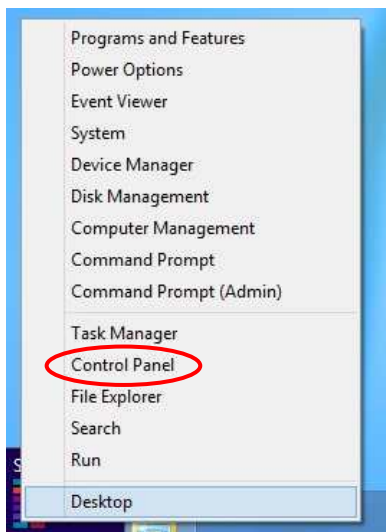 Programs and Features
Power Options
Event Viewer
System
Device Manager
Disk Management
Computer Management
Command Prompt
Command Prompt (Admin)
Task Manager
Control Panel
File Explorer
Search
Run
Desktop